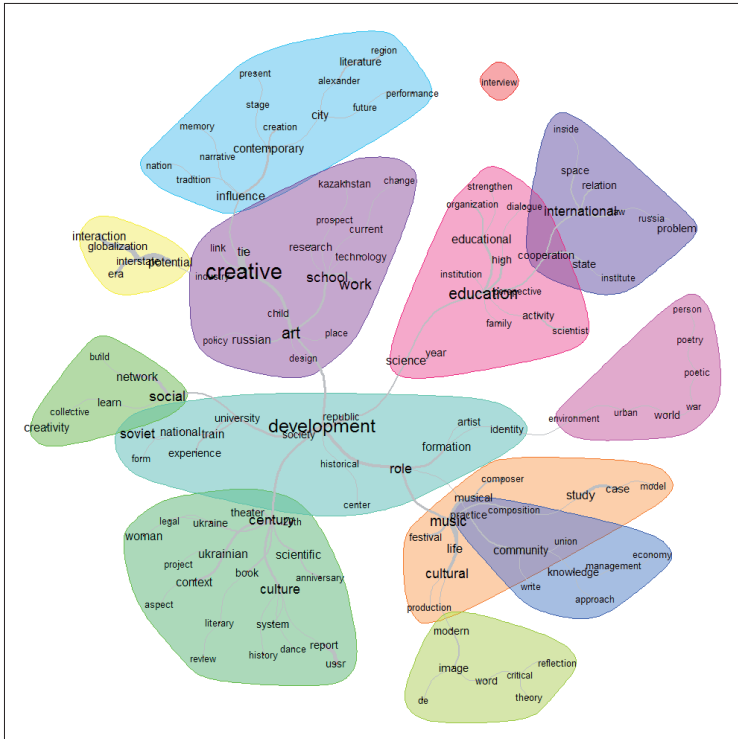 region
literature
present
alexander
performance
stage
future
city
creation
memory
contemporary
narrative
nation
tradition
influence
interview
inside
space
relation
international
law
russia
problem
state
institute
strengthen
organization
dialogue
educational
high
cooperation
institution
perspective
education
activity
family
scientist
year
science
kazakhstan
change
prospect
current
link
tie
research
technology
creative
industry
school
work
child
art
place
policy
russian
design
interaction
globalization
interstate
potential
era
build
network
social
learn
collective
creativity
person
poetry
poetic
war
world
urban
environment
republic
university
development
society
artist
identity
soviet
national
train
formation
experience
form
historical
role
center
theater
legal
century
ukraine
woman
ukrainian
scientific
project
book
context
anniversary
culture
aspect
literary
system
report
dance
history
review
ussr
composer
musical
case
model
study
practice
composition
music
festival
life
cultural
production
union
community
economy
management
knowledge
write
approach
modern
image
reflection
word
critical
theory
de